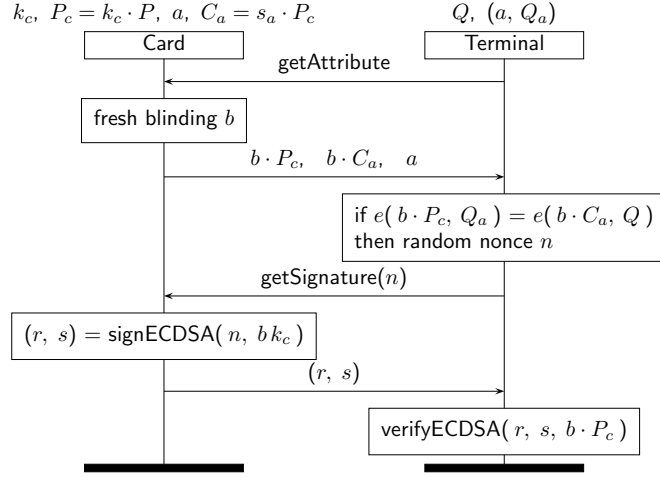 k_c, P_c = k_c · P, a, C_a = s_a · P_c
Q, (a, Q_a)
Card
Terminal
getAttribute
fresh blinding b
b · P_c, b · C_a, a
if e( b · P_c, Q_a ) = e( b · C_a, Q )
then random nonce n
getSignature(n)
(r, s) = signECDSA( n, b k_c )
(r, s)
verifyECDSA( r, s, b · P_c )